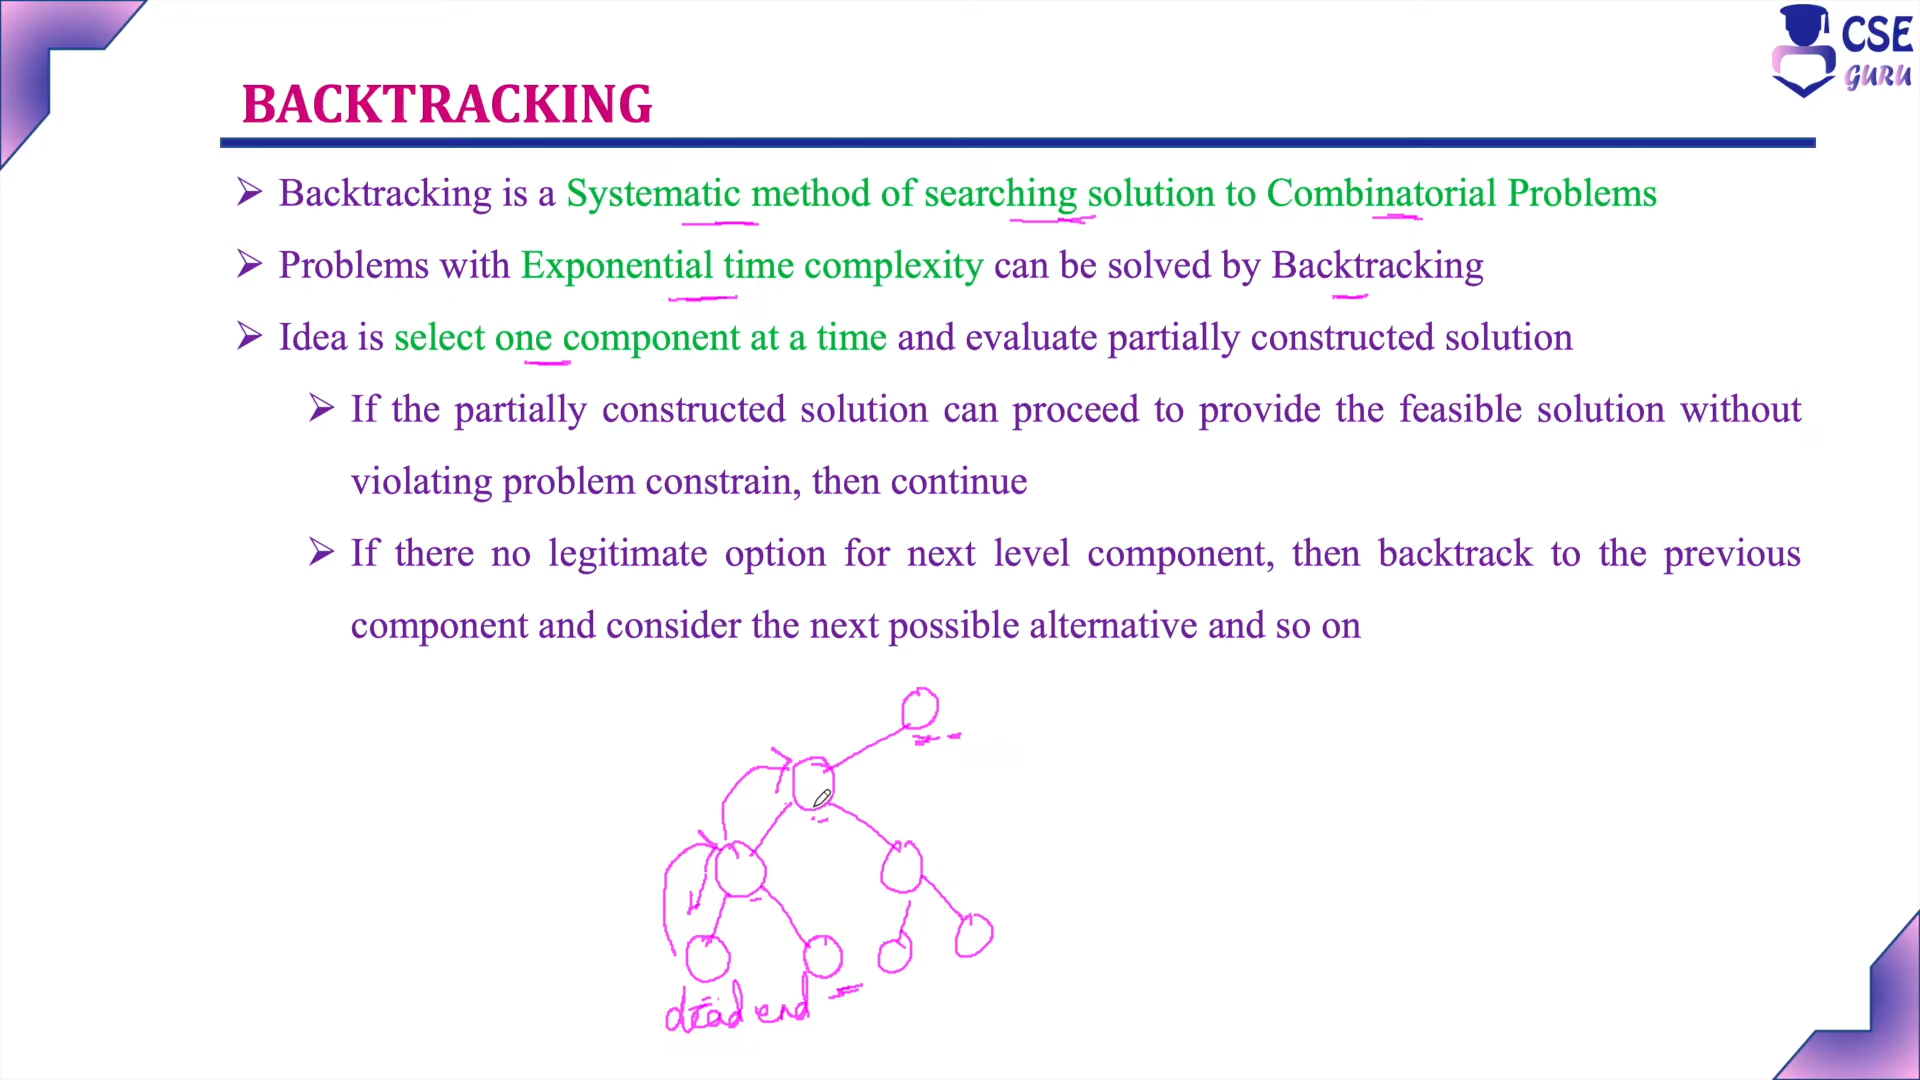 CSE
GURU
BACKTRACKING
Backtracking is a Systematic method of searching solution to Combinatorial Problems
Problems with Exponential time complexity can be solved by Backtracking
Idea is select one component at a time and evaluate partially constructed solution
If the partially constructed solution can proceed to provide the feasible solution without
violating problem constrain, then continue
If there no legitimate option for next level component, then backtrack to the previous
component and consider the next possible alternative and so on
dead end